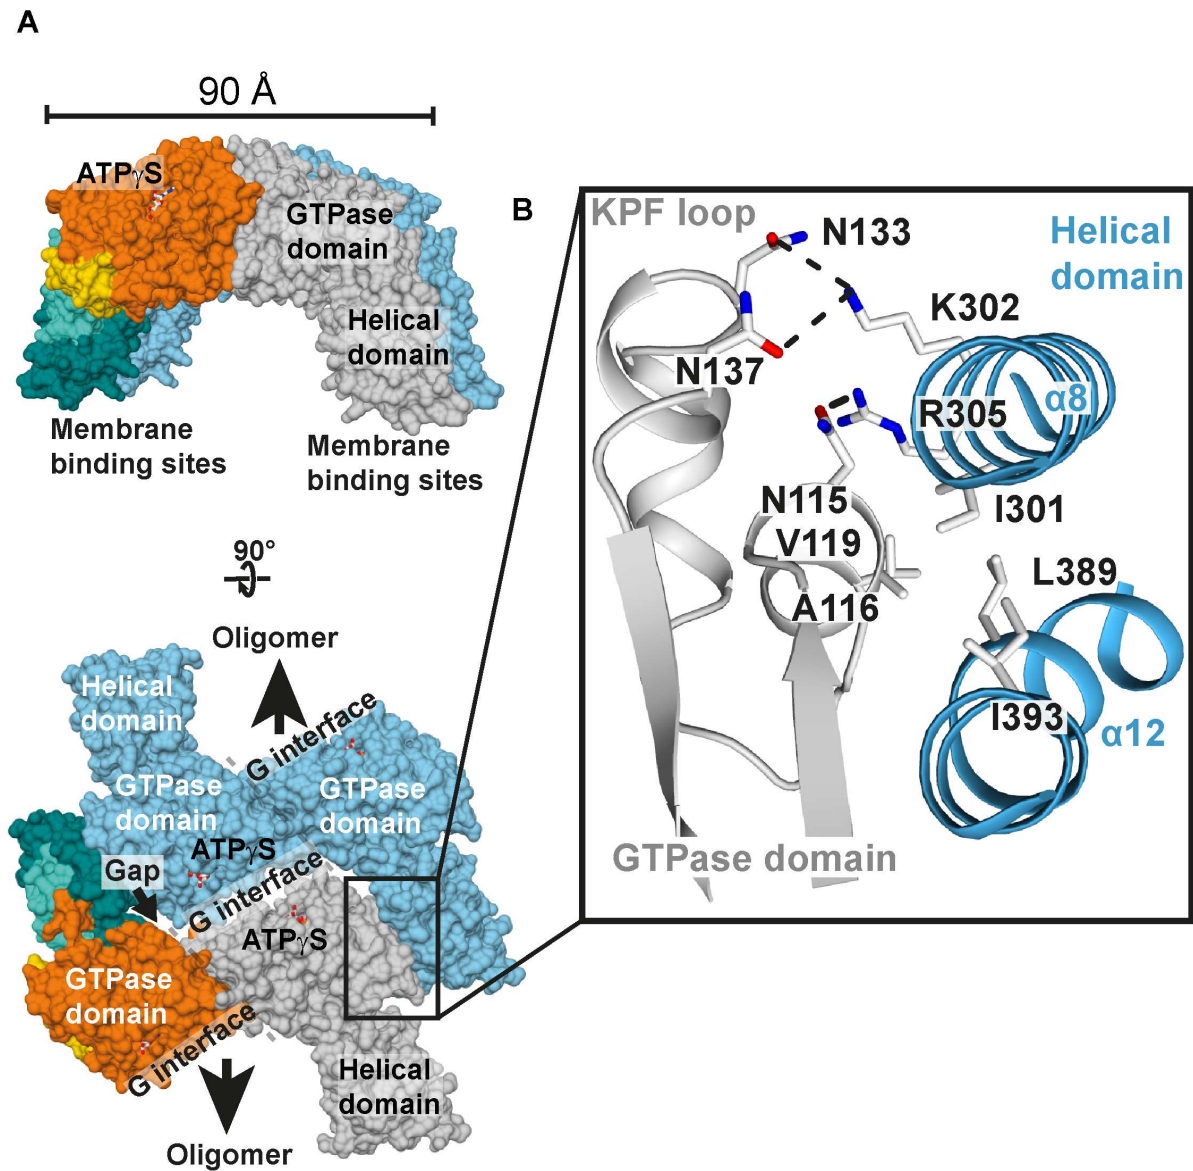 A
90 Å
ATPγS
GTPase
domain
Helical
domain
Membrane
binding sites
Membrane
binding sites
90°
Oligomer
Helical
domain
G interface
GTPase
domain
GTPase
domain
ATPγS
Gap
G interface
ATPγS
GTPase
domain
G interface
Helical
domain
Oligomer
B
KPF loop
N133
Helical
domain
K302
N137
α8
R305
N115
I301
V119
L389
A116
I393
α12
GTPase domain